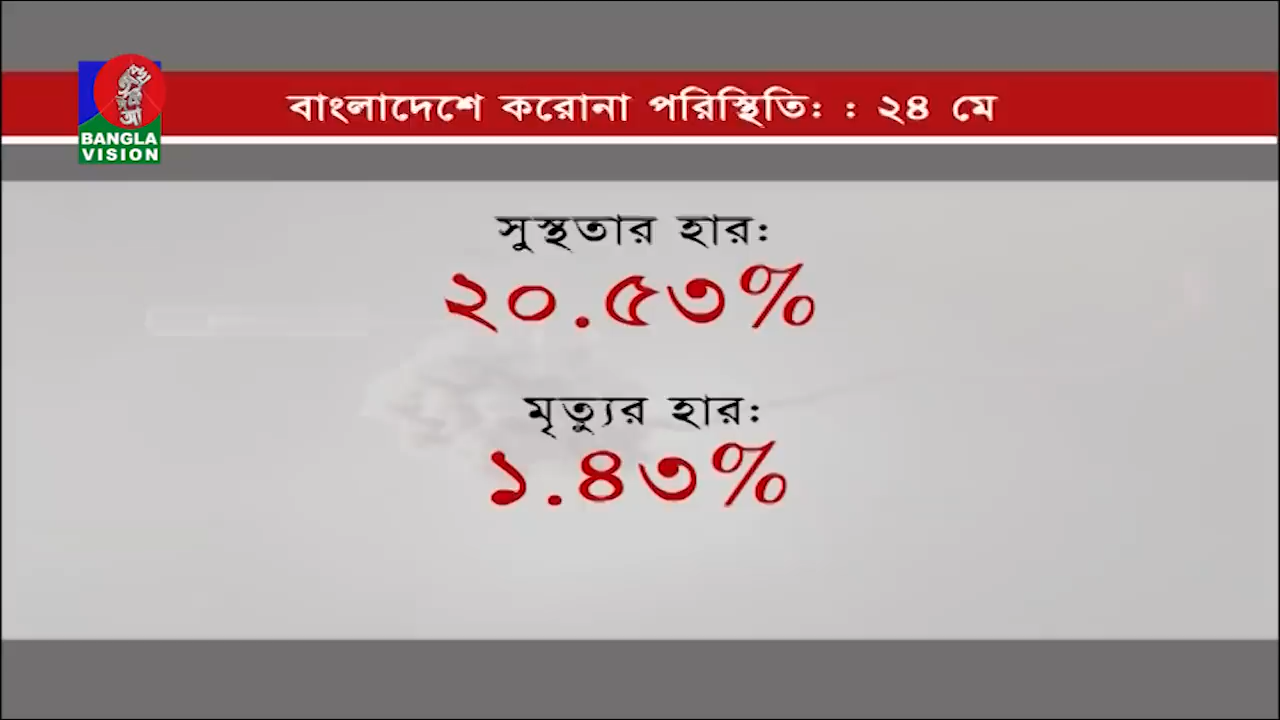 বাংলাদেশে করোনা পরিস্থিতি: : ২৪ মে
BANGLA
VISION
সুস্থতার হার:
২০.৫৩%
মৃত্যুর হার:
১.৪৩%